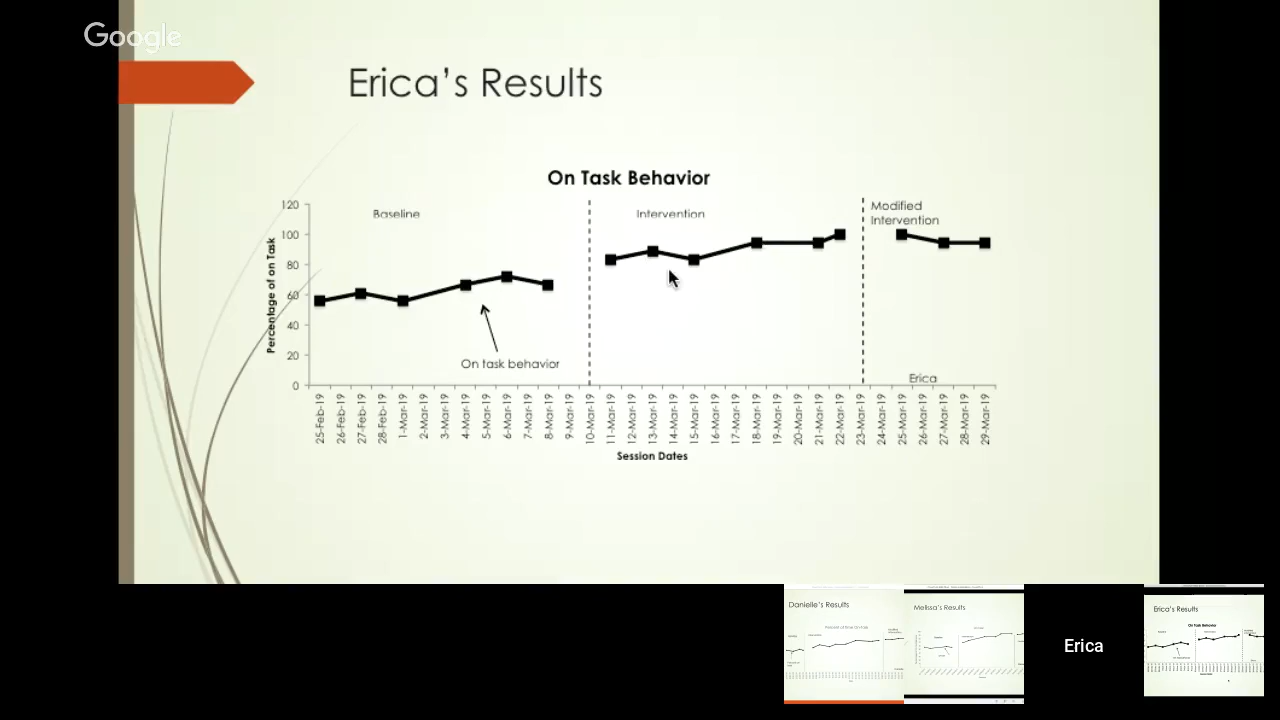 Google
Erica's Results
On Task Behavior
Baseline
Intervention
Modified
Intervention
Percentage of on Task
120
100
80
60
40
20
0
On task behavior
Erica
25-Feb-19
26-Feb-19
27-Feb-19
28-Feb-19
1-Mar-19
2-Mar-19
3-Mar-19
4-Mar-19
5-Mar-19
6-Mar-19
7-Mar-19
8-Mar-19
9-Mar-19
10-Mar-19
11-Mar-19
12-Mar-19
13-Mar-19
14-Mar-19
15-Mar-19
16-Mar-19
17-Mar-19
18-Mar-19
19-Mar-19
20-Mar-19
21-Mar-19
22-Mar-19
23-Mar-19
24-Mar-19
25-Mar-19
26-Mar-19
27-Mar-19
28-Mar-19
29-Mar-19
Session Dates
Danielle's Results
Melissa's Results
Erica
Erica's Results
On Task Behavior